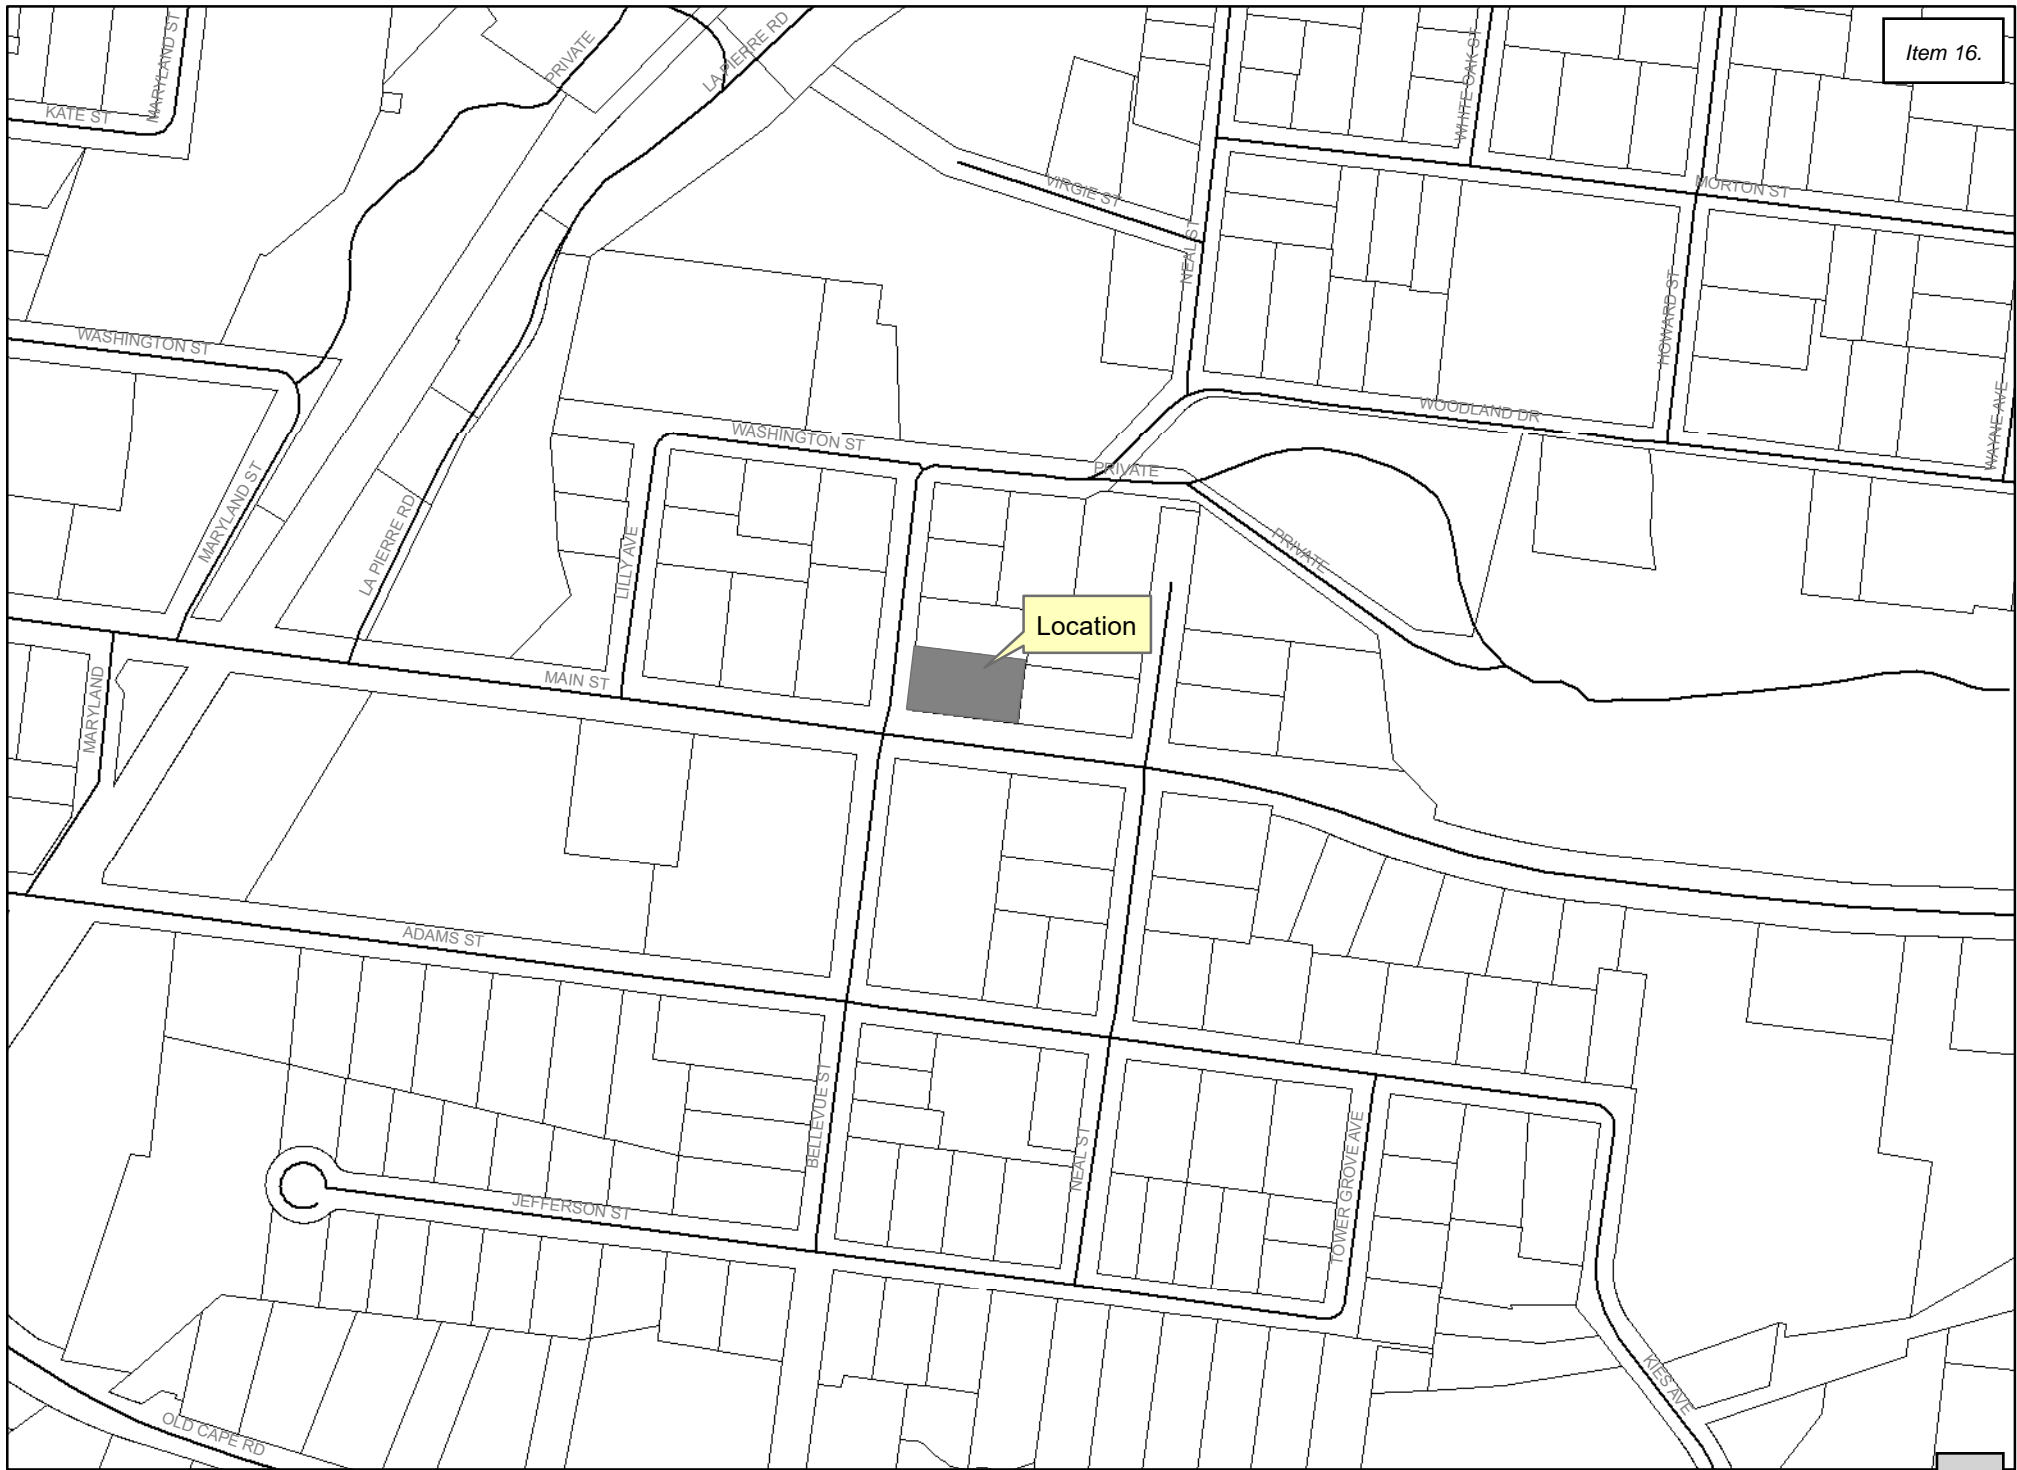 Item 16.
MARYLAND ST
KATE ST
PRIVATE
LA PIERRE RD
WHITE OAK ST
VIRGIE ST
MORTON ST
NEAL ST
HOWARD ST
WASHINGTON ST
WOODLAND DR
WAYNE AVE
WASHINGTON ST
PRIVATE
MARYLAND ST
LA PIERRE RD
LILLY AVE
PRIVATE
Location
MAIN ST
MARYLAND
ADAMS ST
BELLEVUE ST
NEAL ST
TOWER GROVE AVE
JEFFERSON ST
KIES AVE
OLD CAPE RD